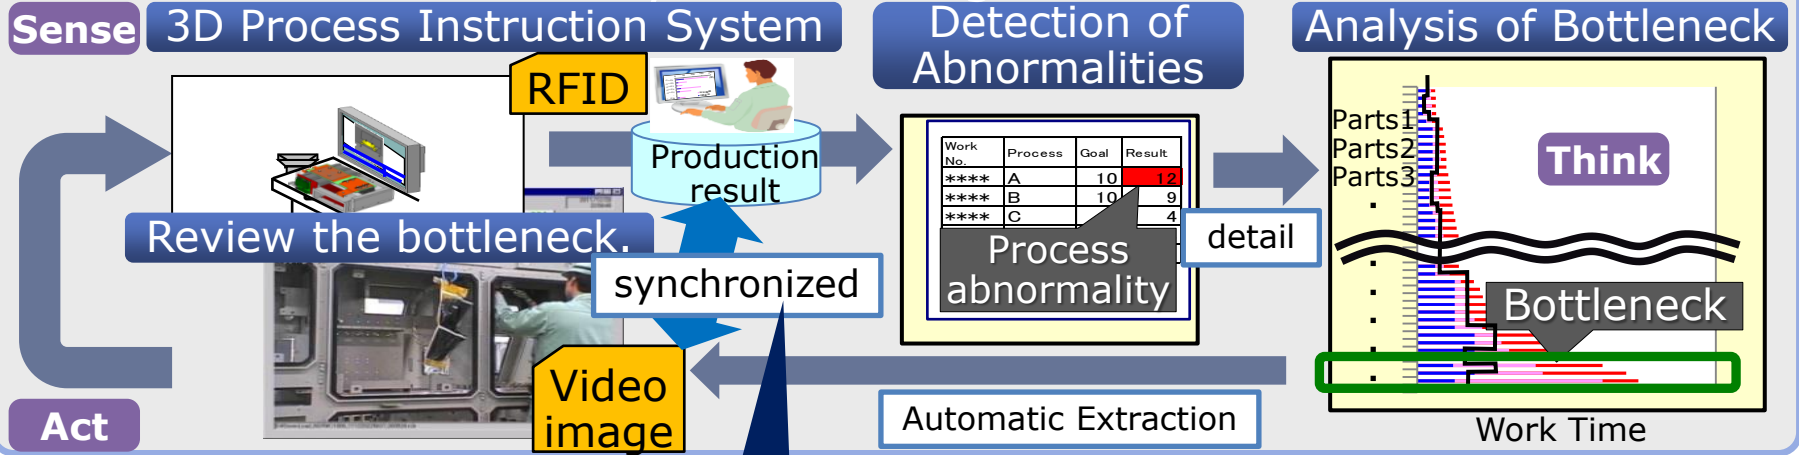 Sense
3D Process Instruction System
RFID
Production
result
Review the bottleneck.
synchronized
Video
image
Act
Detection of
Abnormalities
Work
No.
Process
Goal
Result
**** A 10 12
**** B 10 9
**** C 4
Process
abnormality
detail
Automatic Extraction
Analysis of Bottleneck
Parts1
Parts2
Parts3
Think
Bottleneck
Work Time